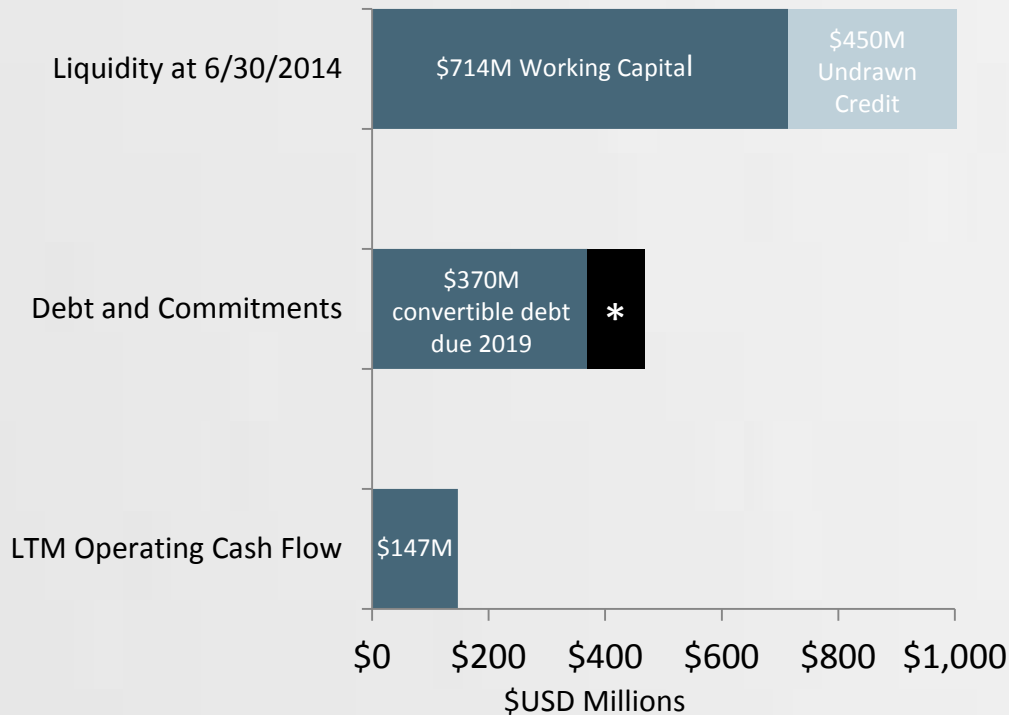 Liquidity at 6/30/2014
$714M Working Capital
$450M
Undrawn
Credit
Debt and Commitments
$370M
convertible debt
due 2019
*
LTM Operating Cash Flow
$147M
$0 $200 $400 $600 $800 $1,000
$USD Millions